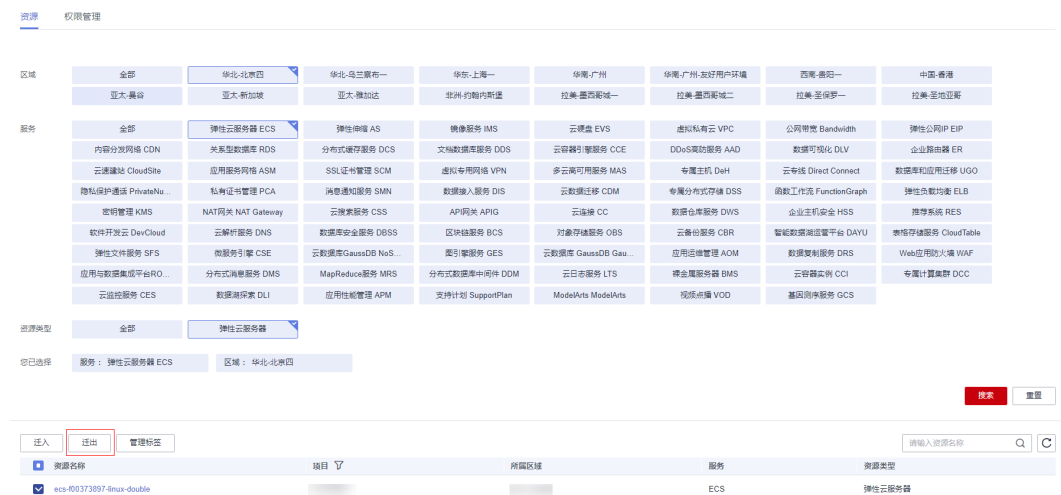 资源 权限管理
区域 全部 华北-北京四 华北-乌兰察布一 华东-上海一 华南-广州 华南-广州-友好用户环境 西南-贵阳一 中国-香港
亚太-曼谷 亚太-新加坡 亚太-雅加达 非洲-约翰内斯堡 拉美-墨西哥城一 拉美-墨西哥城二 拉美-圣保罗一 拉美-圣地亚哥
服务 全部 弹性云服务器 ECS 弹性伸缩 AS 镜像服务 IMS 云硬盘 EVS 虚拟私有云 VPC 公网带宽 Bandwidth 弹性公网IP EIP
内容分发网络 CDN 关系型数据库 RDS 分布式缓存服务 DCS 文档数据库服务 DDS 云容器引擎服务 CCE DDoS高防服务 AAD 数据可视化 DLV 企业路由器 ER
云速建站 CloudSite 应用服务网格 ASM SSL证书管理 SCM 虚拟专用网络 VPN 多云高可用服务 MAS 专属主机 DeH 云专线 Direct Connect 数据库和应用迁移 UGO
隐私保护通话 PrivateNu... 私有证书管理 PCA 消息通知服务 SMN 数据接入服务 DIS 云数据迁移 CDM 专属分布式存储 DSS 函数工作流 FunctionGraph 弹性负载均衡 ELB
密钥管理 KMS NAT网关 NAT Gateway 云搜索服务 CSS API网关 APIG 云连接 CC 数据仓库服务 DWS 企业主机安全 HSS 推荐系统 RES
软件开发云 DevCloud 云解析服务 DNS 数据库安全服务 DBSS 区块链服务 BCS 对象存储服务 OBS 云备份服务 CBR 智能数据湖运营平台 DAYU 表格存储服务 CloudTable
弹性文件服务 SFS 微服务引擎 CSE 云数据库GaussDB NoS... 图引擎服务 GES 云数据库 GaussDB Gau... 应用运维管理 AOM 数据复制服务 DRS Web应用防火墙 WAF
应用与数据集成平台RO... 分布式消息服务 DMS MapReduce服务 MRS 分布式数据库中间件 DDM 云日志服务 LTS 裸金属服务器 BMS 云容器实例 CCI 专属计算集群 DCC
云监控服务 CES 数据湖探索 DLI 应用性能管理 APM 支持计划 SupportPlan ModelArts ModelArts 视频点播 VOD 基因测序服务 GCS
资源类型 全部 弹性云服务器
您已选择 服务： 弹性云服务器 ECS 区域： 华北-北京四
搜索 重置
迁入 迁出 管理标签 请输入资源名称
资源名称 项目 所属区域 服务 资源类型
ecs-f00373897-linux-double ECS 弹性云服务器